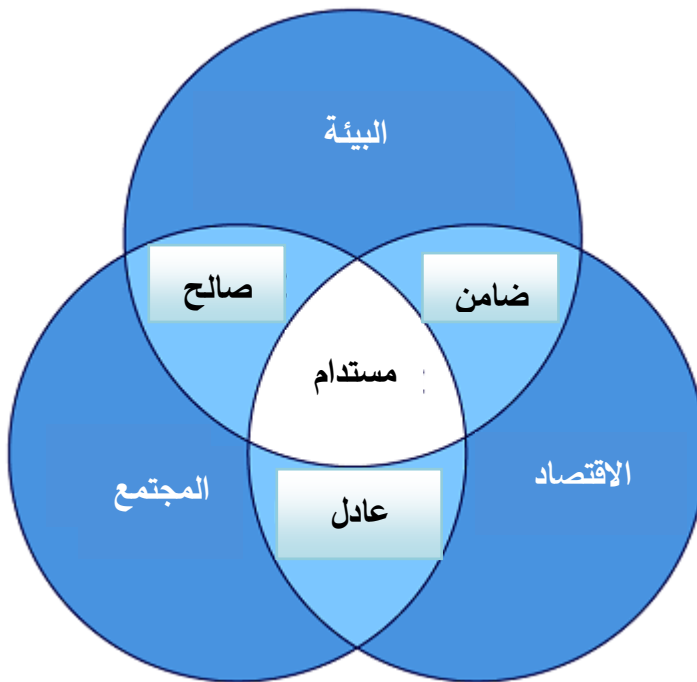 البيئة
ضامن
صالح
مستدام
الاقتصاد
المجتمع
عادل